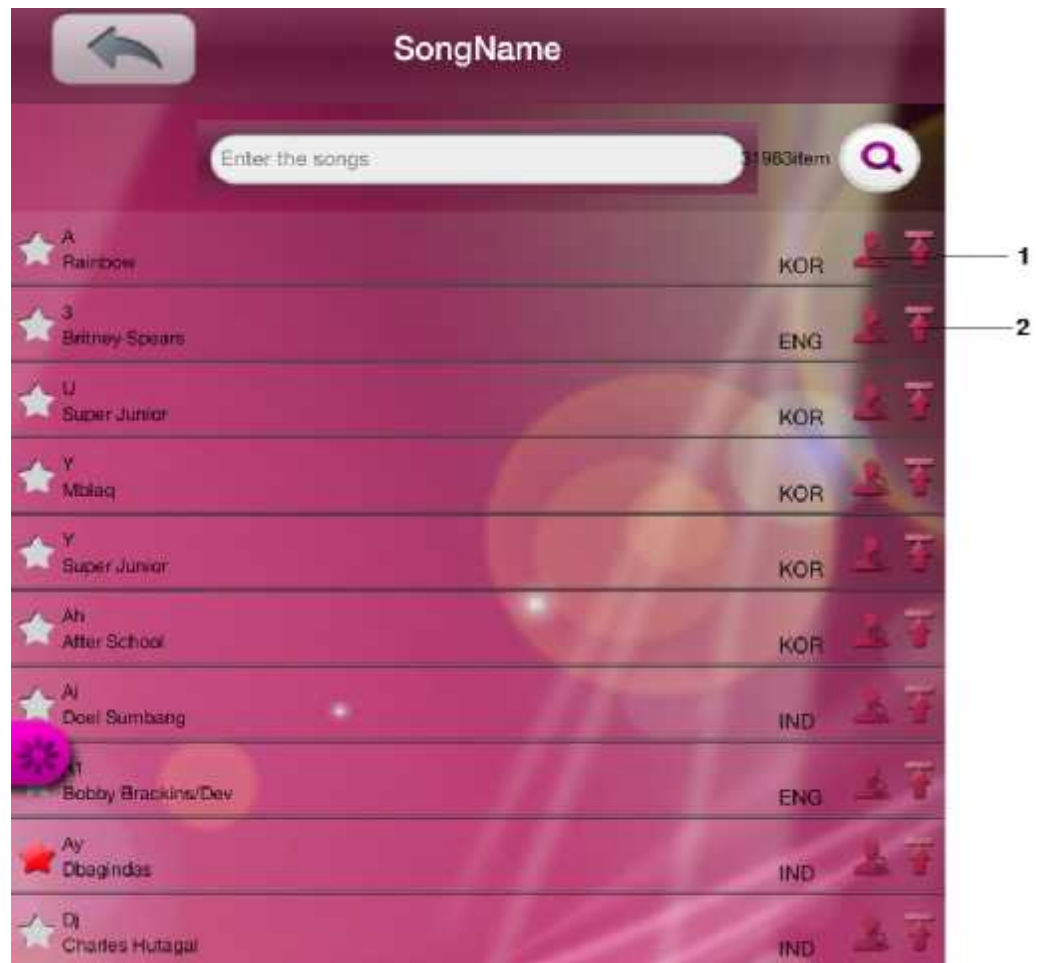 SongName
Enter the songs
31983item
A
Rainbow
KOR
1
3
Britney Spears
ENG
2
U
Super Junior
KOR
Y
Mblaq
KOR
Y
Super Junior
KOR
Ah
After School
KOR
Doel Sumbang
IND
Bobby Brackins/Dev
ENG
Ay
Dbagindas
IND
Dj
Charles Hutagal
IND